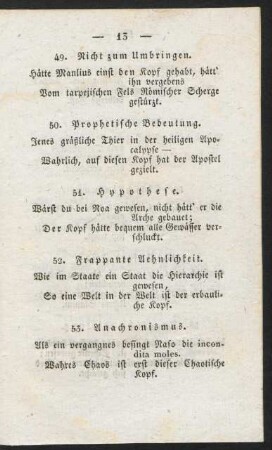 — 13 —
49. Nicht zum Umbringen.
Hätte Manlius einst den Kopf gehabt, hätt'
ihn vergebens
Vom tarpejischen Fels Römischer Scherge
gestürzt.
50. Prophetische Bedeutung.
Jenes gräßliche Thier in der heiligen Apo-
calypse —
Wahrlich, auf diesen Kopf hat der Apostel
gezielt.
51. Hypothese.
Wärst du bei Noa gewesen, nicht hätt' er die
Arche gebauet;
Der Kopf hätte bequem alle Gewässer ver-
schluckt.
52. Frappante Aehnlichkeit.
Wie im Staate ein Staat die Hierarchie ist
gewesen,
So eine Welt in der Welt ist der erbauli-
che Kopf.
53. Anachronismus.
Als ein vergangnes besingt Naso die incon-
dita moles.
Wahres Chaos ist erst dieser Chaotische
Kopf.